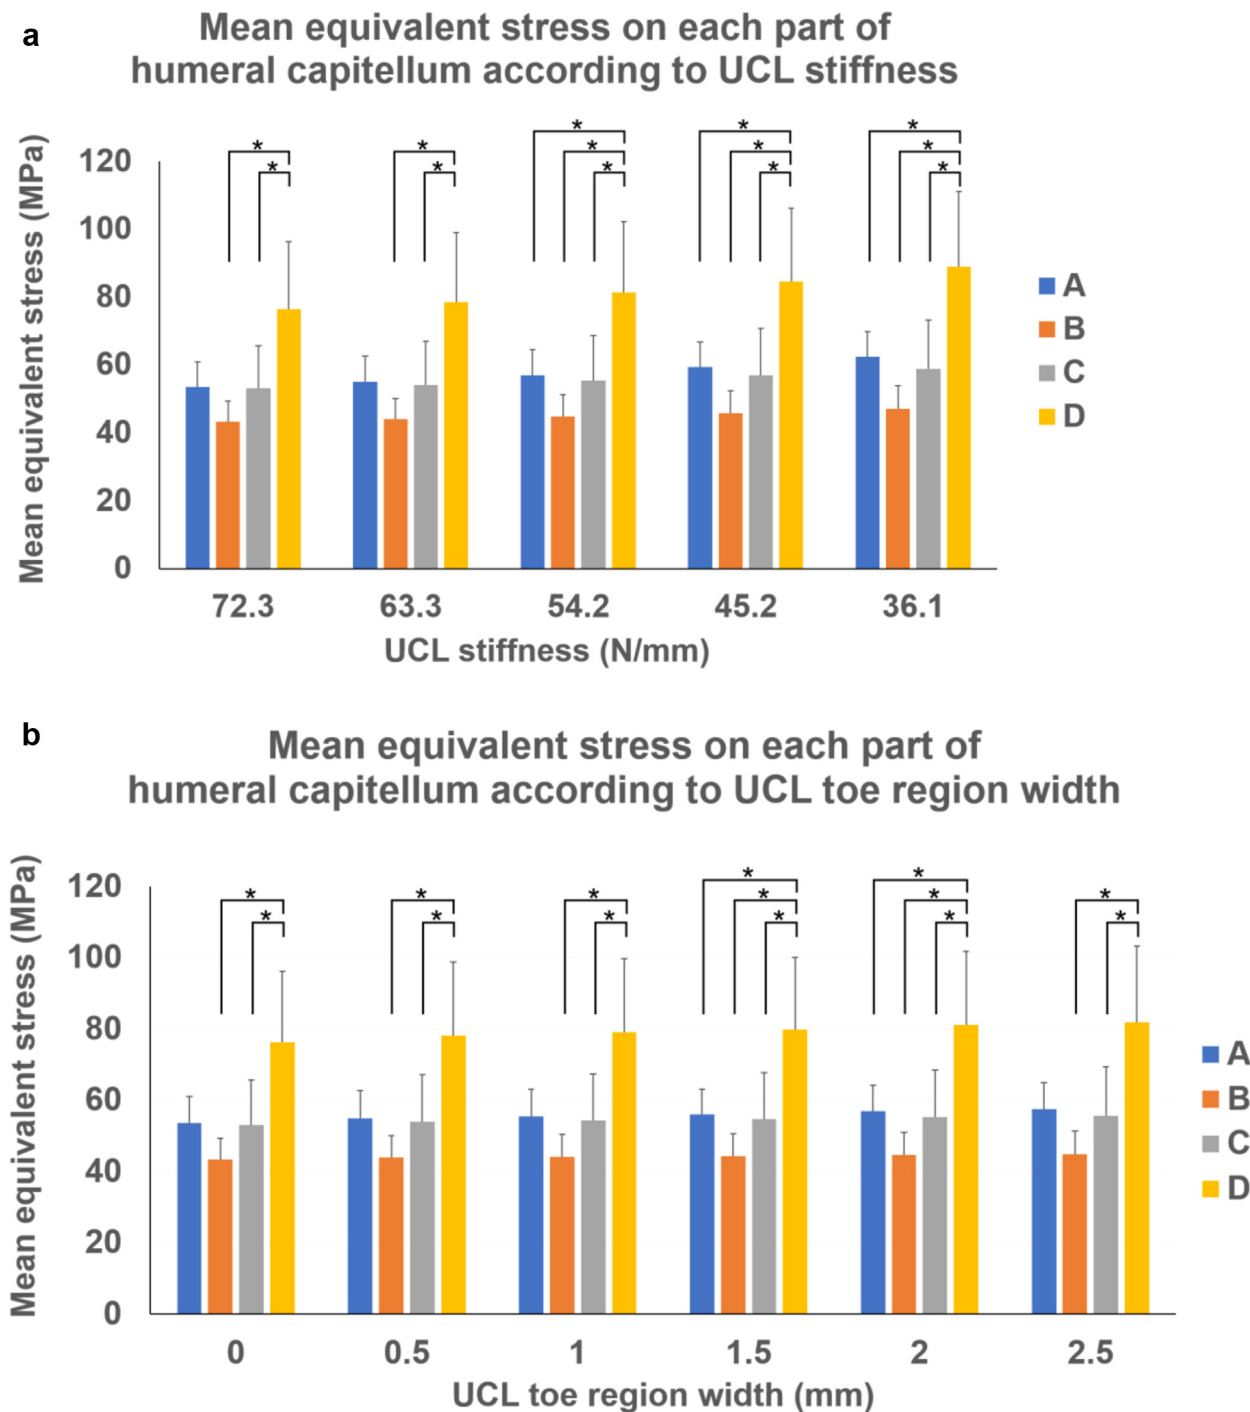 a
Mean equivalent stress on each part of
humeral capitellum according to UCL stiffness
Mean equivalent stress (MPa)
120
100
80
60
40
20
0
* * * * * * * * * * * * *
A
B
C
D
72.3 63.3 54.2 45.2 36.1
UCL stiffness (N/mm)
b
Mean equivalent stress on each part of
humeral capitellum according to UCL toe region width
Mean equivalent stress (MPa)
120
100
80
60
40
20
0
* * * * * * * * * * * * * *
A
B
C
D
0 0.5 1 1.5 2 2.5
UCL toe region width (mm)